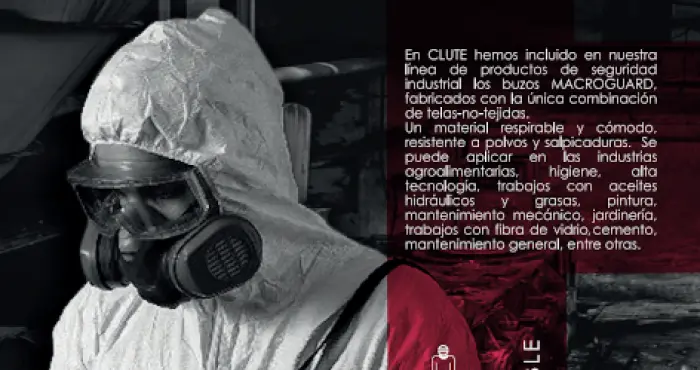 En CLUTE hemos incluido en nuestra
línea de productos de seguridad
industrial los buzos MACROGUARD,
fabricados con la única combinación
de telas-no-tejidas.
Un material respirable y cómodo,
resistente a polvos y salpicaduras. Se
puede aplicar en las industrias
agroalimentarias, higiene, alta
tecnología, trabajos con aceites
hidráulicos y grasas, pintura,
mantenimiento mecánico, jardinería,
trabajos con fibra de vidrio,cemento,
mantenimiento general, entre otras.